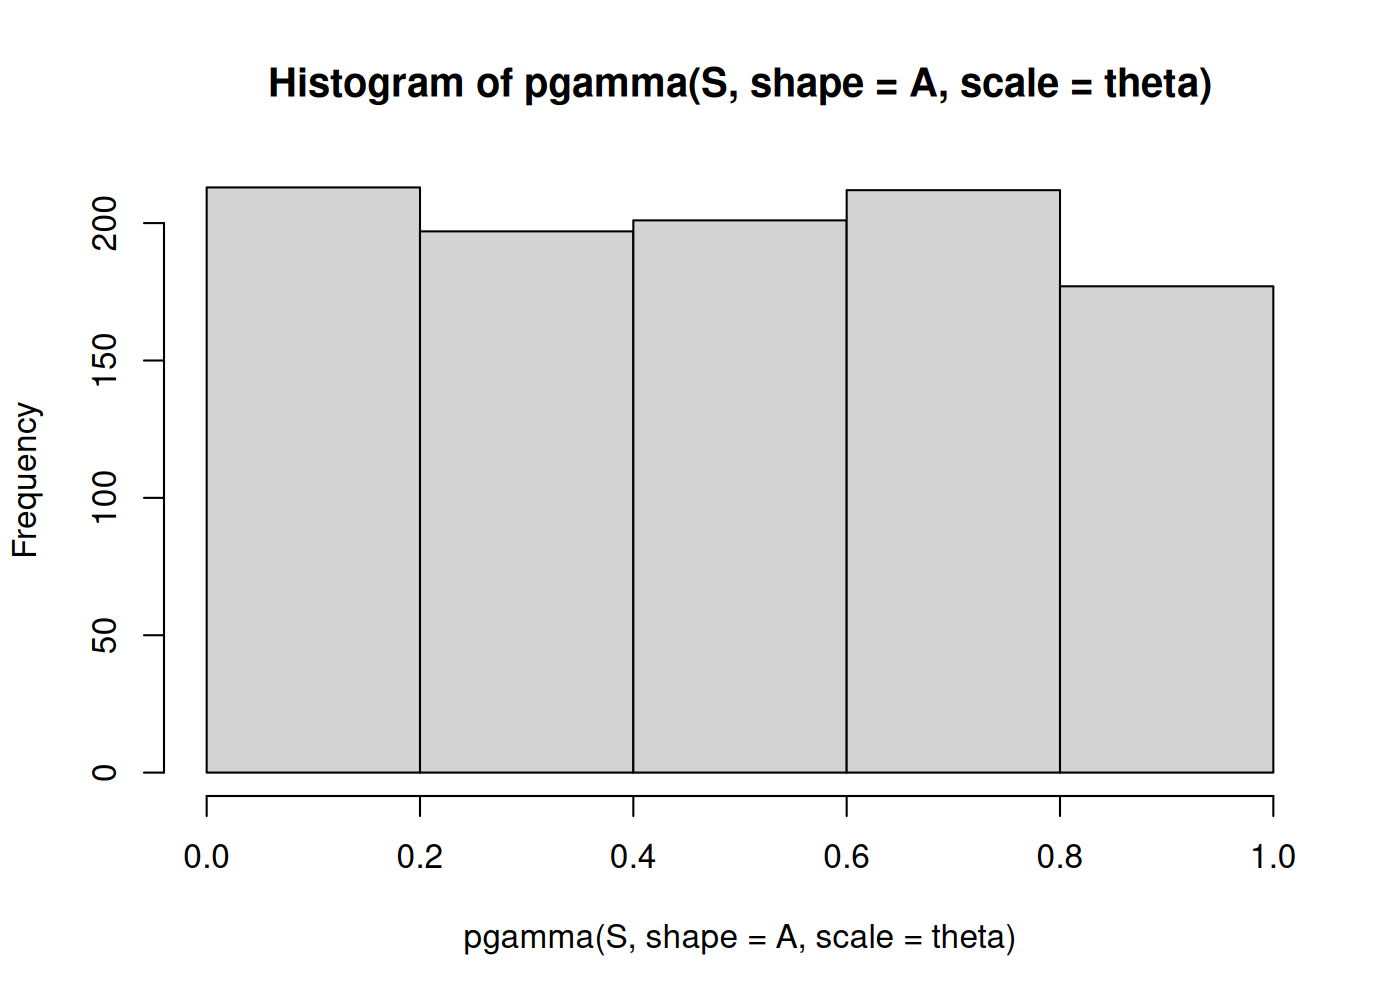 Histogram of pgamma(S, shape = A, scale = theta)
Frequency
200
150
100
50
0
0.0 0.2 0.4 0.6 0.8 1.0
pgamma(S, shape = A, scale = theta)